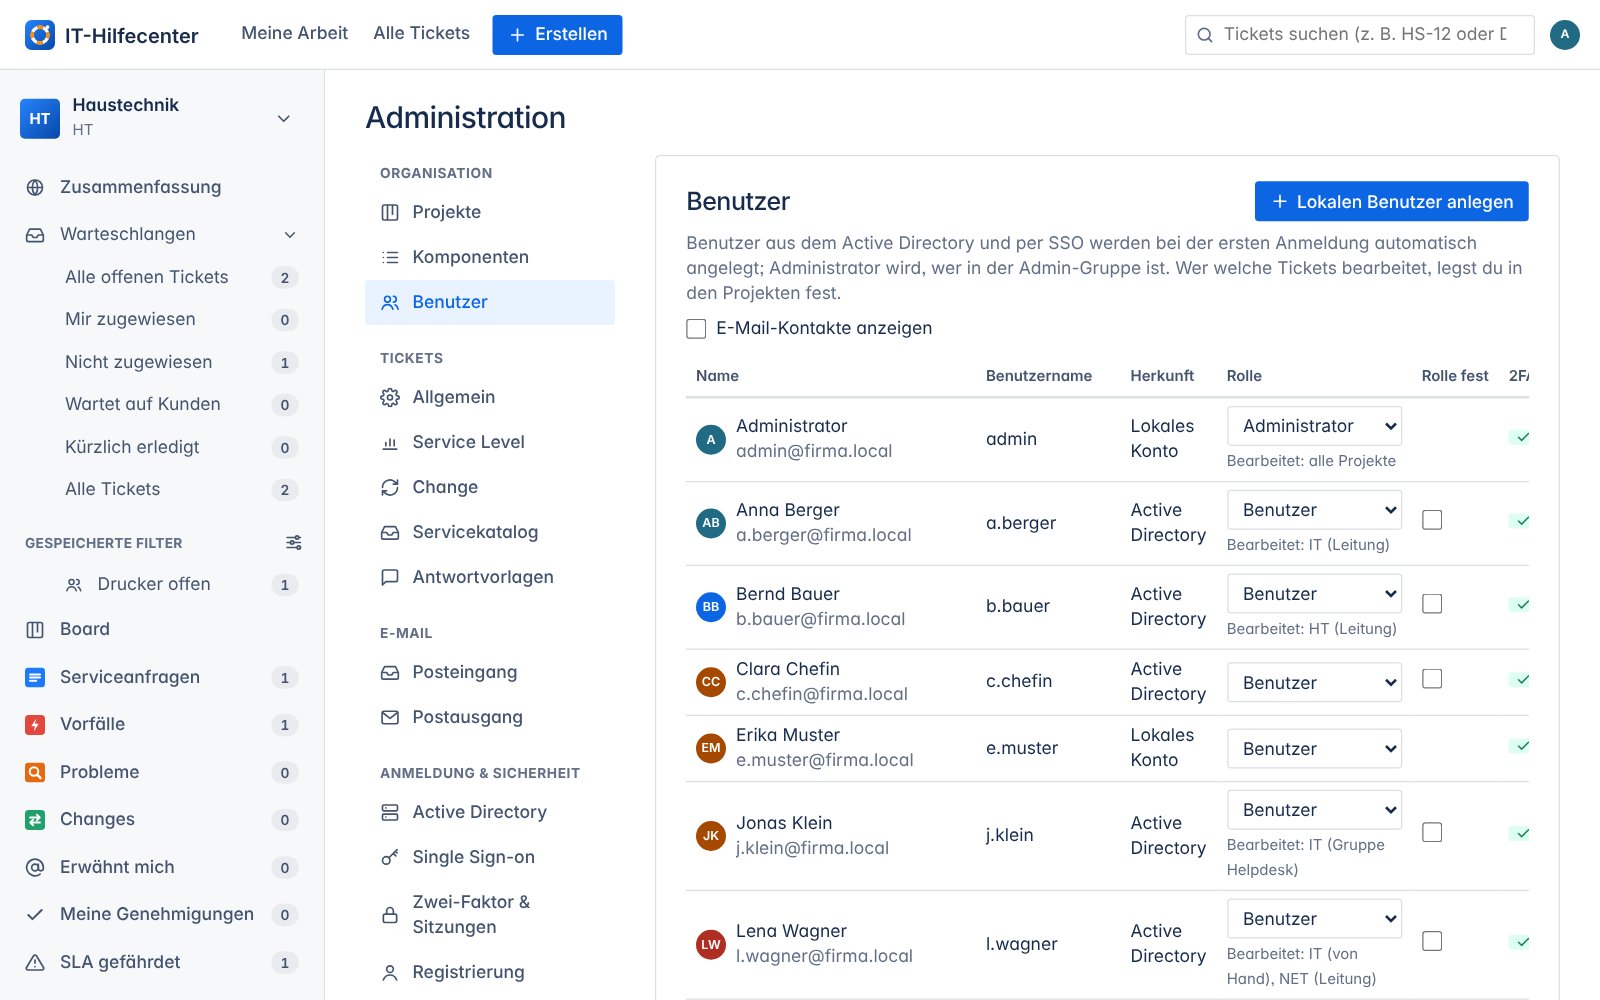 IT-Hilfecenter
Meine Arbeit
Alle Tickets
Erstellen
Tickets suchen (z. B. HS-12 oder
A
HT
Haustechnik
HT
Zusammenfassung
Warteschlangen
Alle offenen Tickets 2
Mir zugewiesen 0
Nicht zugewiesen 1
Wartet auf Kunden 0
Kürzlich erledigt 0
Alle Tickets 2
GESPEICHERTE FILTER
Drucker offen 1
Board
Serviceanfragen 1
Vorfälle 1
Probleme 0
Changes 0
Erwähnt mich 0
Meine Genehmigungen 0
SLA gefährdet 1
Administration
ORGANISATION
Projekte
Komponenten
Benutzer
TICKETS
Allgemein
Service Level
Change
Servicekatalog
Antwortvorlagen
E-MAIL
Posteingang
Postausgang
ANMELDUNG & SICHERHEIT
Active Directory
Single Sign-on
Zwei-Faktor &
Sitzungen
Registrierung
Benutzer
Lokalen Benutzer anlegen
Benutzer aus dem Active Directory und per SSO werden bei der ersten Anmeldung automatisch
angelegt; Administrator wird, wer in der Admin-Gruppe ist. Wer welche Tickets bearbeitet, legst du in
den Projekten fest.
E-Mail-Kontakte anzeigen
Name Benutzername Herkunft Rolle Rolle fest
A
Administrator
admin@firma.local
admin
Lokales
Konto
Administrator
Bearbeitet: alle Projekte
AB
Anna Berger
a.berger@firma.local
a.berger
Active
Directory
Benutzer
Bearbeitet: IT (Leitung)
BB
Bernd Bauer
b.bauer@firma.local
b.bauer
Active
Directory
Benutzer
Bearbeitet: HT (Leitung)
CC
Clara Chefin
c.chefin@firma.local
c.chefin
Active
Directory
Benutzer
EM
Erika Muster
e.muster@firma.local
e.muster
Lokales
Konto
Benutzer
JK
Jonas Klein
j.klein@firma.local
j.klein
Active
Directory
Benutzer
Bearbeitet: IT (Gruppe
Helpdesk)
LW
Lena Wagner
l.wagner@firma.local
l.wagner
Active
Directory
Benutzer
Bearbeitet: IT (von
Hand), NET (Leitung)